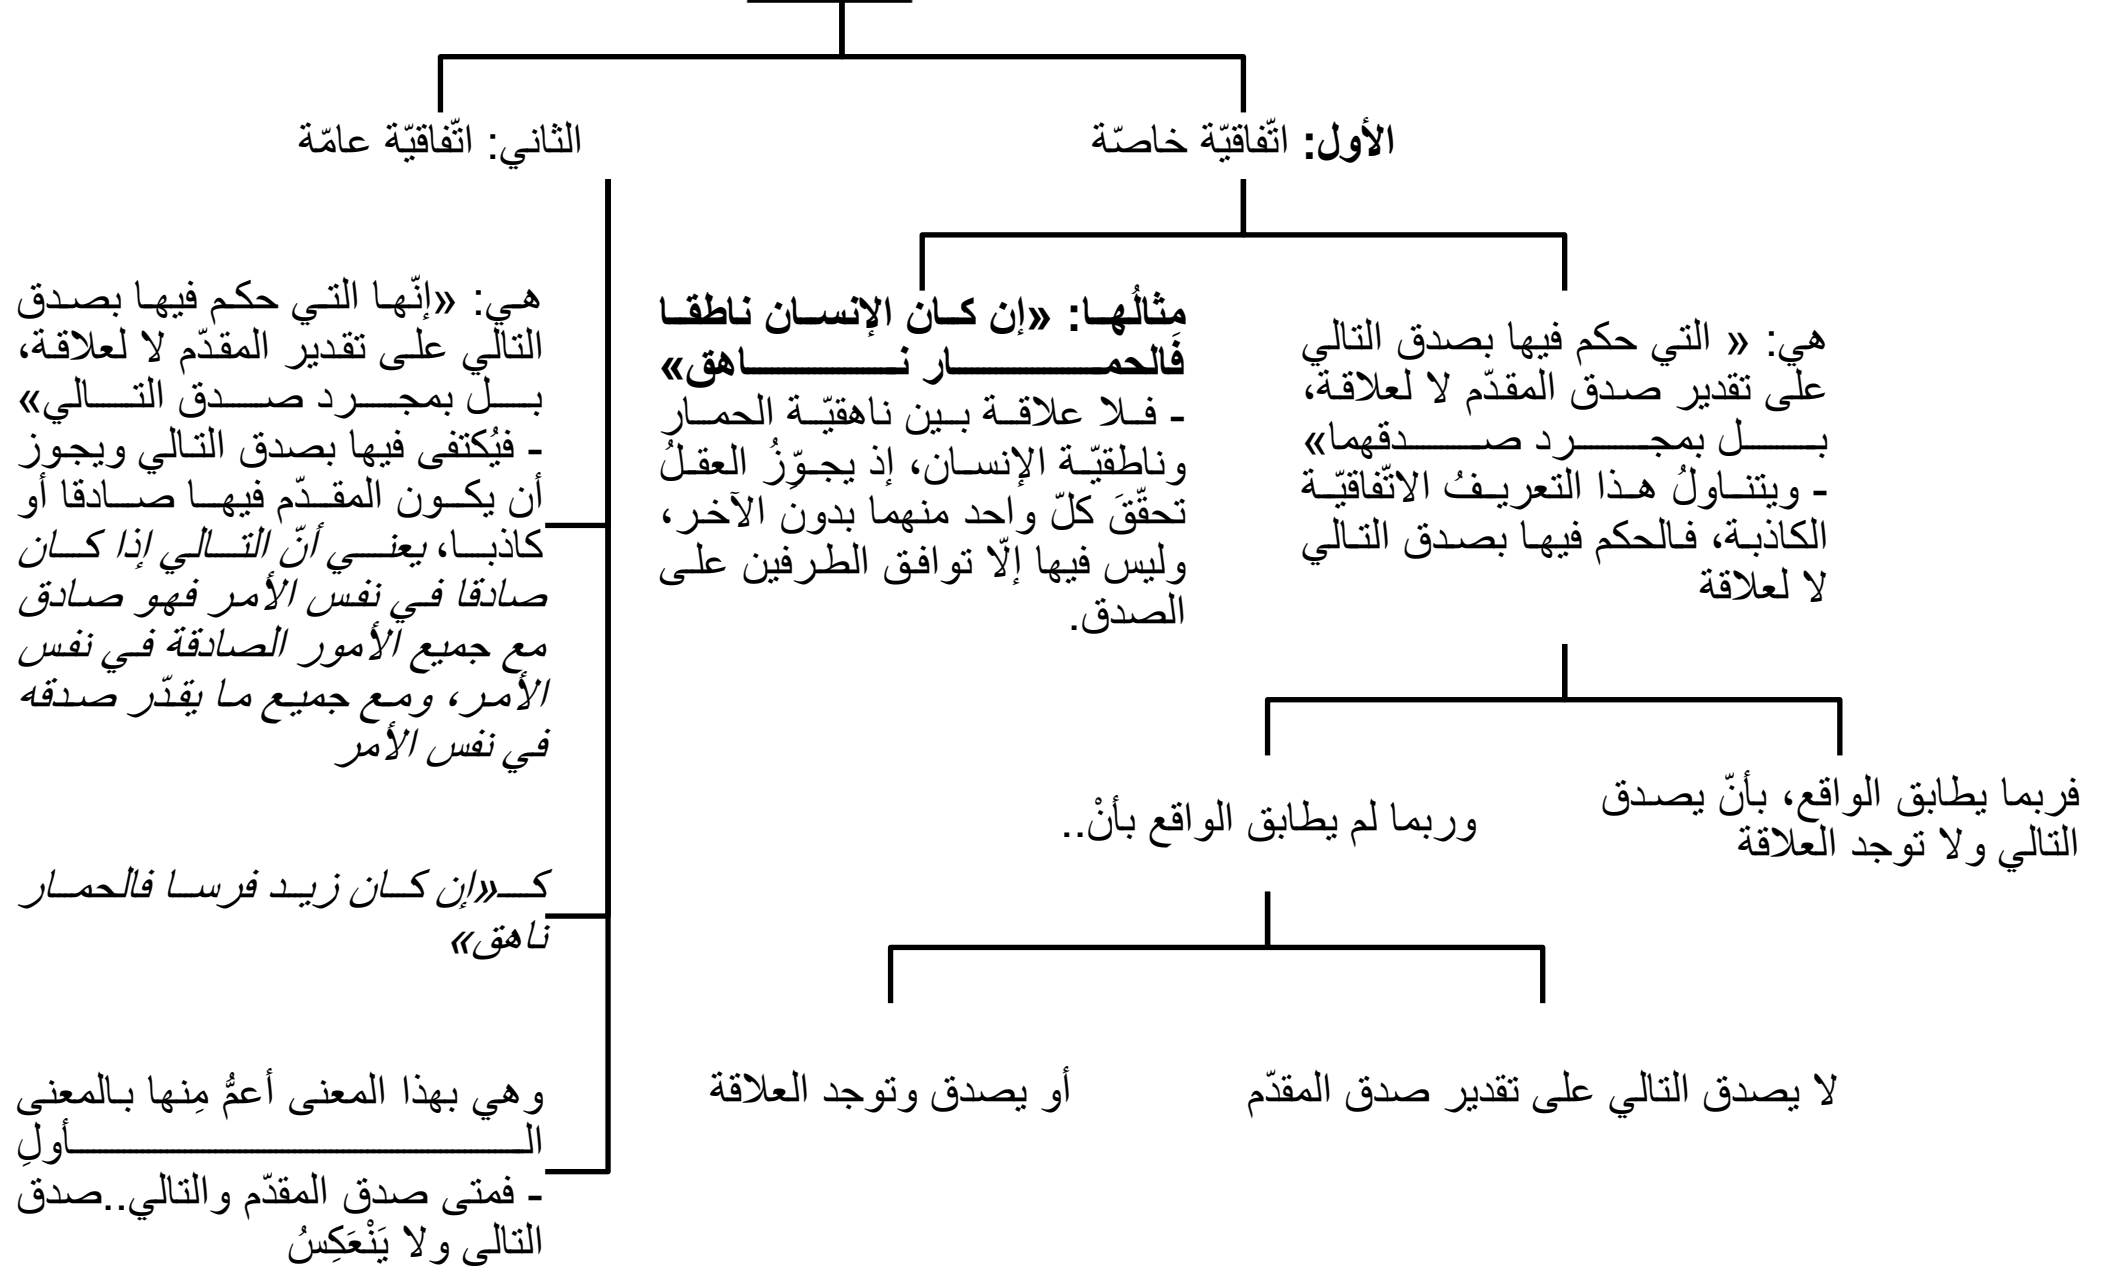 الأول: اتّفاقيّة خاصّة
هي: « التي حكم فيها بصدق التالي
على تقدير صدق المقدّم لا لعلاقة،
بل بمجرد صدقهما»
- ويتناولُ هذا التعريفُ الاتّفاقيّة
الكاذبة، فالحكم فيها بصدق التالي
لا لعلاقة
فربما يطابق الواقع، بأنّ يصدق
التالي ولا توجد العلاقة
وربما لم يطابق الواقع بأنْ..
لا يصدق التالي على تقدير صدق المقدّم
أو يصدق وتوجد العلاقة
مثالُها: «إن كان الإنسان ناطقا
فالحمار ناهق»
- فلا علاقة بين ناهقيّة الحمار
وناطقيّة الإنسان، إذ يجوّزُ العقلُ
تحقّقَ كلّ واحد منهما بدونَ الآخر،
وليس فيها إلّا توافق الطرفين على
الصدق.
الثاني: اتّفاقيّة عامّة
هي: «إنّها التي حكم فيها بصدق
التالي على تقدير المقدّم لا لعلاقة،
بل بمجرد صدق التالي»
- فيُكتفى فيها بصدق التالي ويجوز
أن يكون المقدّم فيها صادقا أو
كاذبا، يعني أنّ التالي إذا كان
صادقا في نفس الأمر فهو صادق
مع جميع الأمور الصادقة في نفس
الأمر، ومع جميع ما يقدّر صدقه
في نفس الأمر
كـ«إن كان زيد فرسا فالحمار
ناهق»
وهي بهذا المعنى أعمُّ مِنها بالمعنى
الأولِ
- فمتى صدق المقدّم والتالي..صدق
التالي ولا يَنْعَكِسُ